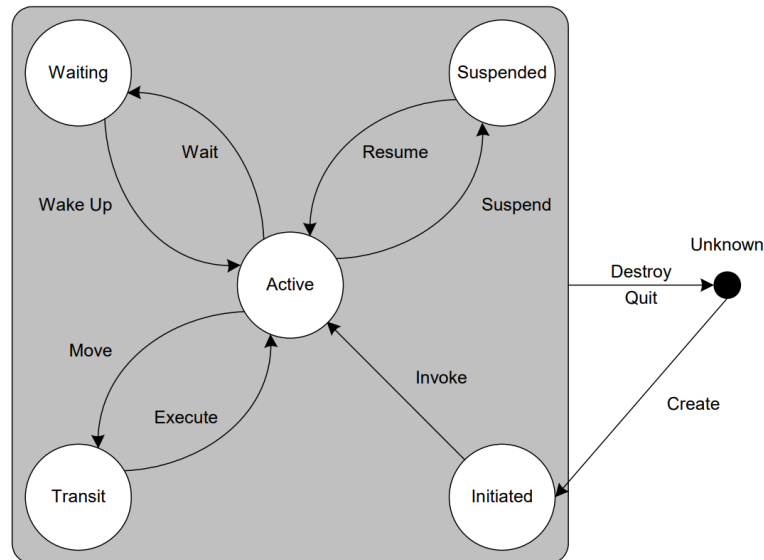 Waiting
Suspended
Wait
Resume
Wake Up
Suspend
Unknown
Active
Destroy
Quit
Move
Invoke
Execute
Create
Transit
Initiated